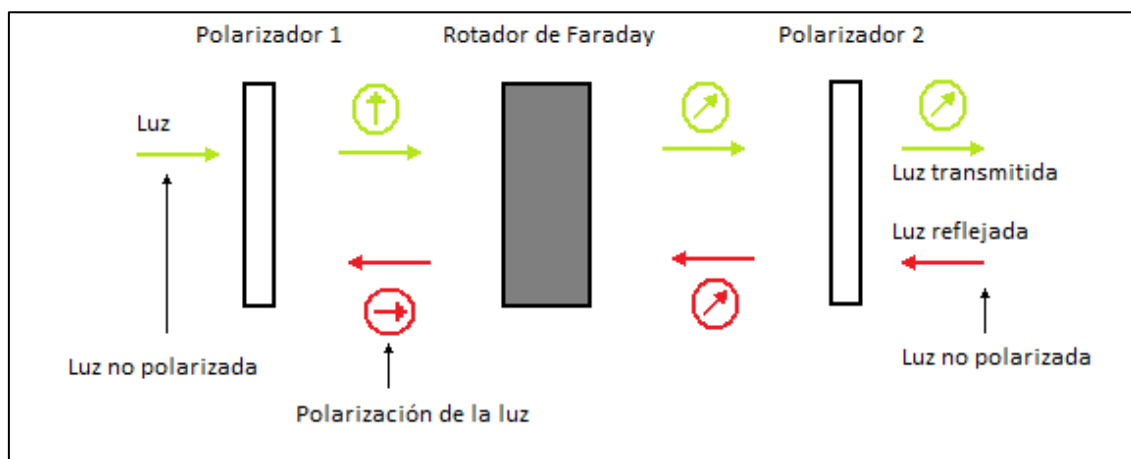 Polarizador 1
Rotador de Faraday
Polarizador 2
Luz
Luz transmitida
Luz reflejada
Luz no polarizada
Luz no polarizada
Polarización de la luz